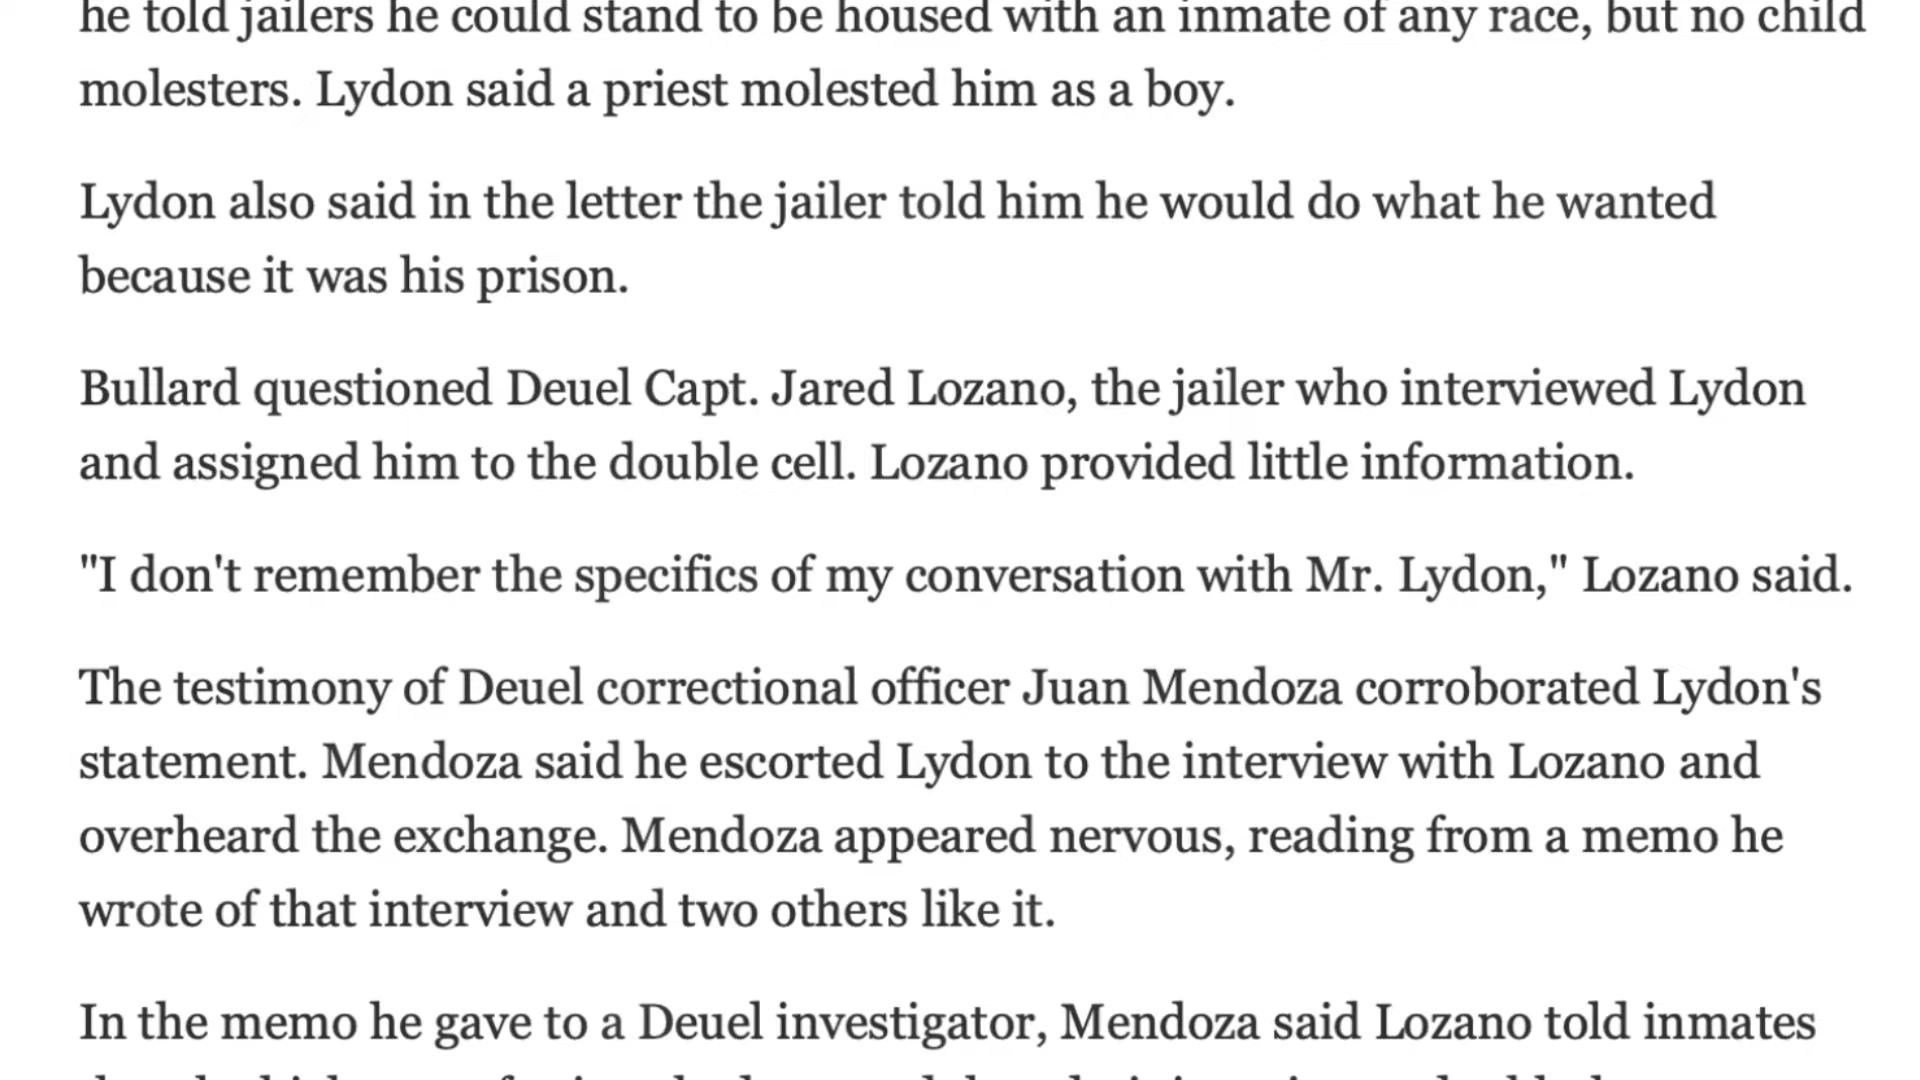 he told jailers he could stand to be housed with an inmate of any race, but no child
molesters. Lydon said a priest molested him as a boy.
Lydon also said in the letter the jailer told him he would do what he wanted
because it was his prison.
Bullard questioned Deuel Capt. Jared Lozano, the jailer who interviewed Lydon
and assigned him to the double cell. Lozano provided little information.
"I don't remember the specifics of my conversation with Mr. Lydon," Lozano said.
The testimony of Deuel correctional officer Juan Mendoza corroborated Lydon's
statement. Mendoza said he escorted Lydon to the interview with Lozano and
overheard the exchange. Mendoza appeared nervous, reading from a memo he
wrote of that interview and two others like it.
In the memo he gave to a Deuel investigator, Mendoza said Lozano told inmates